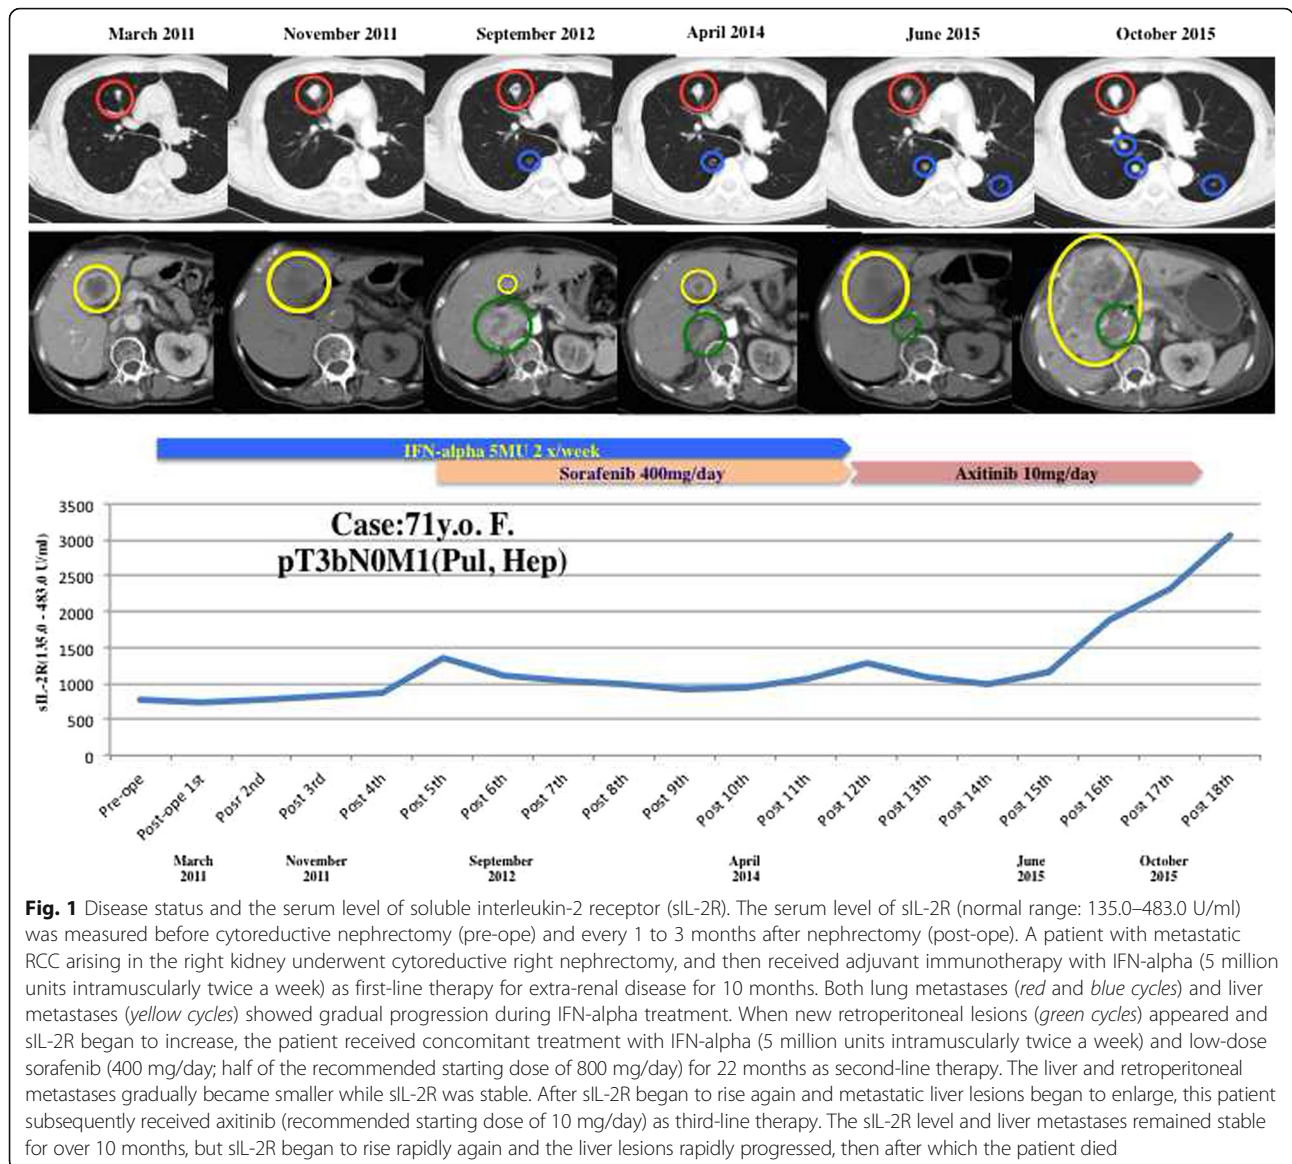 March 2011 November 2011 September 2012 April 2014 June 2015 October 2015
IFN-alpha 5MU 2 x/week
Sorafenib 400mg/day Axitinib 10mg/day
Case:71y.o. F.
pT3bN0M1(Pul, Hep)
sIL-2R(135.0 - 483.0 U/ml)
3500
3000
2500
2000
1500
1000
500
0
Pre-ope Post-ope 1st Posr 2nd Post 3rd Post 4th Post 5th Post 6th Post 7th Post 8th Post 9th Post 10th Post 11th Post 12th Post 13th Post 14th Post 15th Post 16th Post 17th Post 18th
March November September April June October
2011 2011 2012 2014 2015 2015
Fig. 1 Disease status and the serum level of soluble interleukin-2 receptor (sIL-2R). The serum level of sIL-2R (normal range: 135.0–483.0 U/ml)
was measured before cytoreductive nephrectomy (pre-ope) and every 1 to 3 months after nephrectomy (post-ope). A patient with metastatic
RCC arising in the right kidney underwent cytoreductive right nephrectomy, and then received adjuvant immunotherapy with IFN-alpha (5 million
units intramuscularly twice a week) as first-line therapy for extra-renal disease for 10 months. Both lung metastases (red and blue cycles) and liver
metastases (yellow cycles) showed gradual progression during IFN-alpha treatment. When new retroperitoneal lesions (green cycles) appeared and
sIL-2R began to increase, the patient received concomitant treatment with IFN-alpha (5 million units intramuscularly twice a week) and low-dose
sorafenib (400 mg/day; half of the recommended starting dose of 800 mg/day) for 22 months as second-line therapy. The liver and retroperitoneal
metastases gradually became smaller while sIL-2R was stable. After sIL-2R began to rise again and metastatic liver lesions began to enlarge, this patient
subsequently received axitinib (recommended starting dose of 10 mg/day) as third-line therapy. The sIL-2R level and liver metastases remained stable
for over 10 months, but sIL-2R began to rise rapidly again and the liver lesions rapidly progressed, then after which the patient died